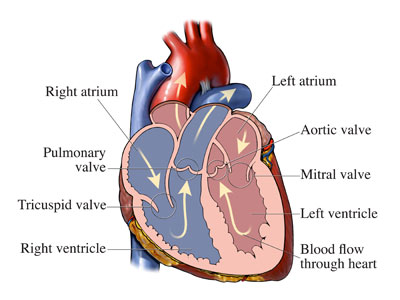 Right atrium
Pulmonary
valve
Tricuspid valve
Right ventricle
Left atrium
Aortic valve
Mitral valve
Left ventricle
Blood flow
through heart